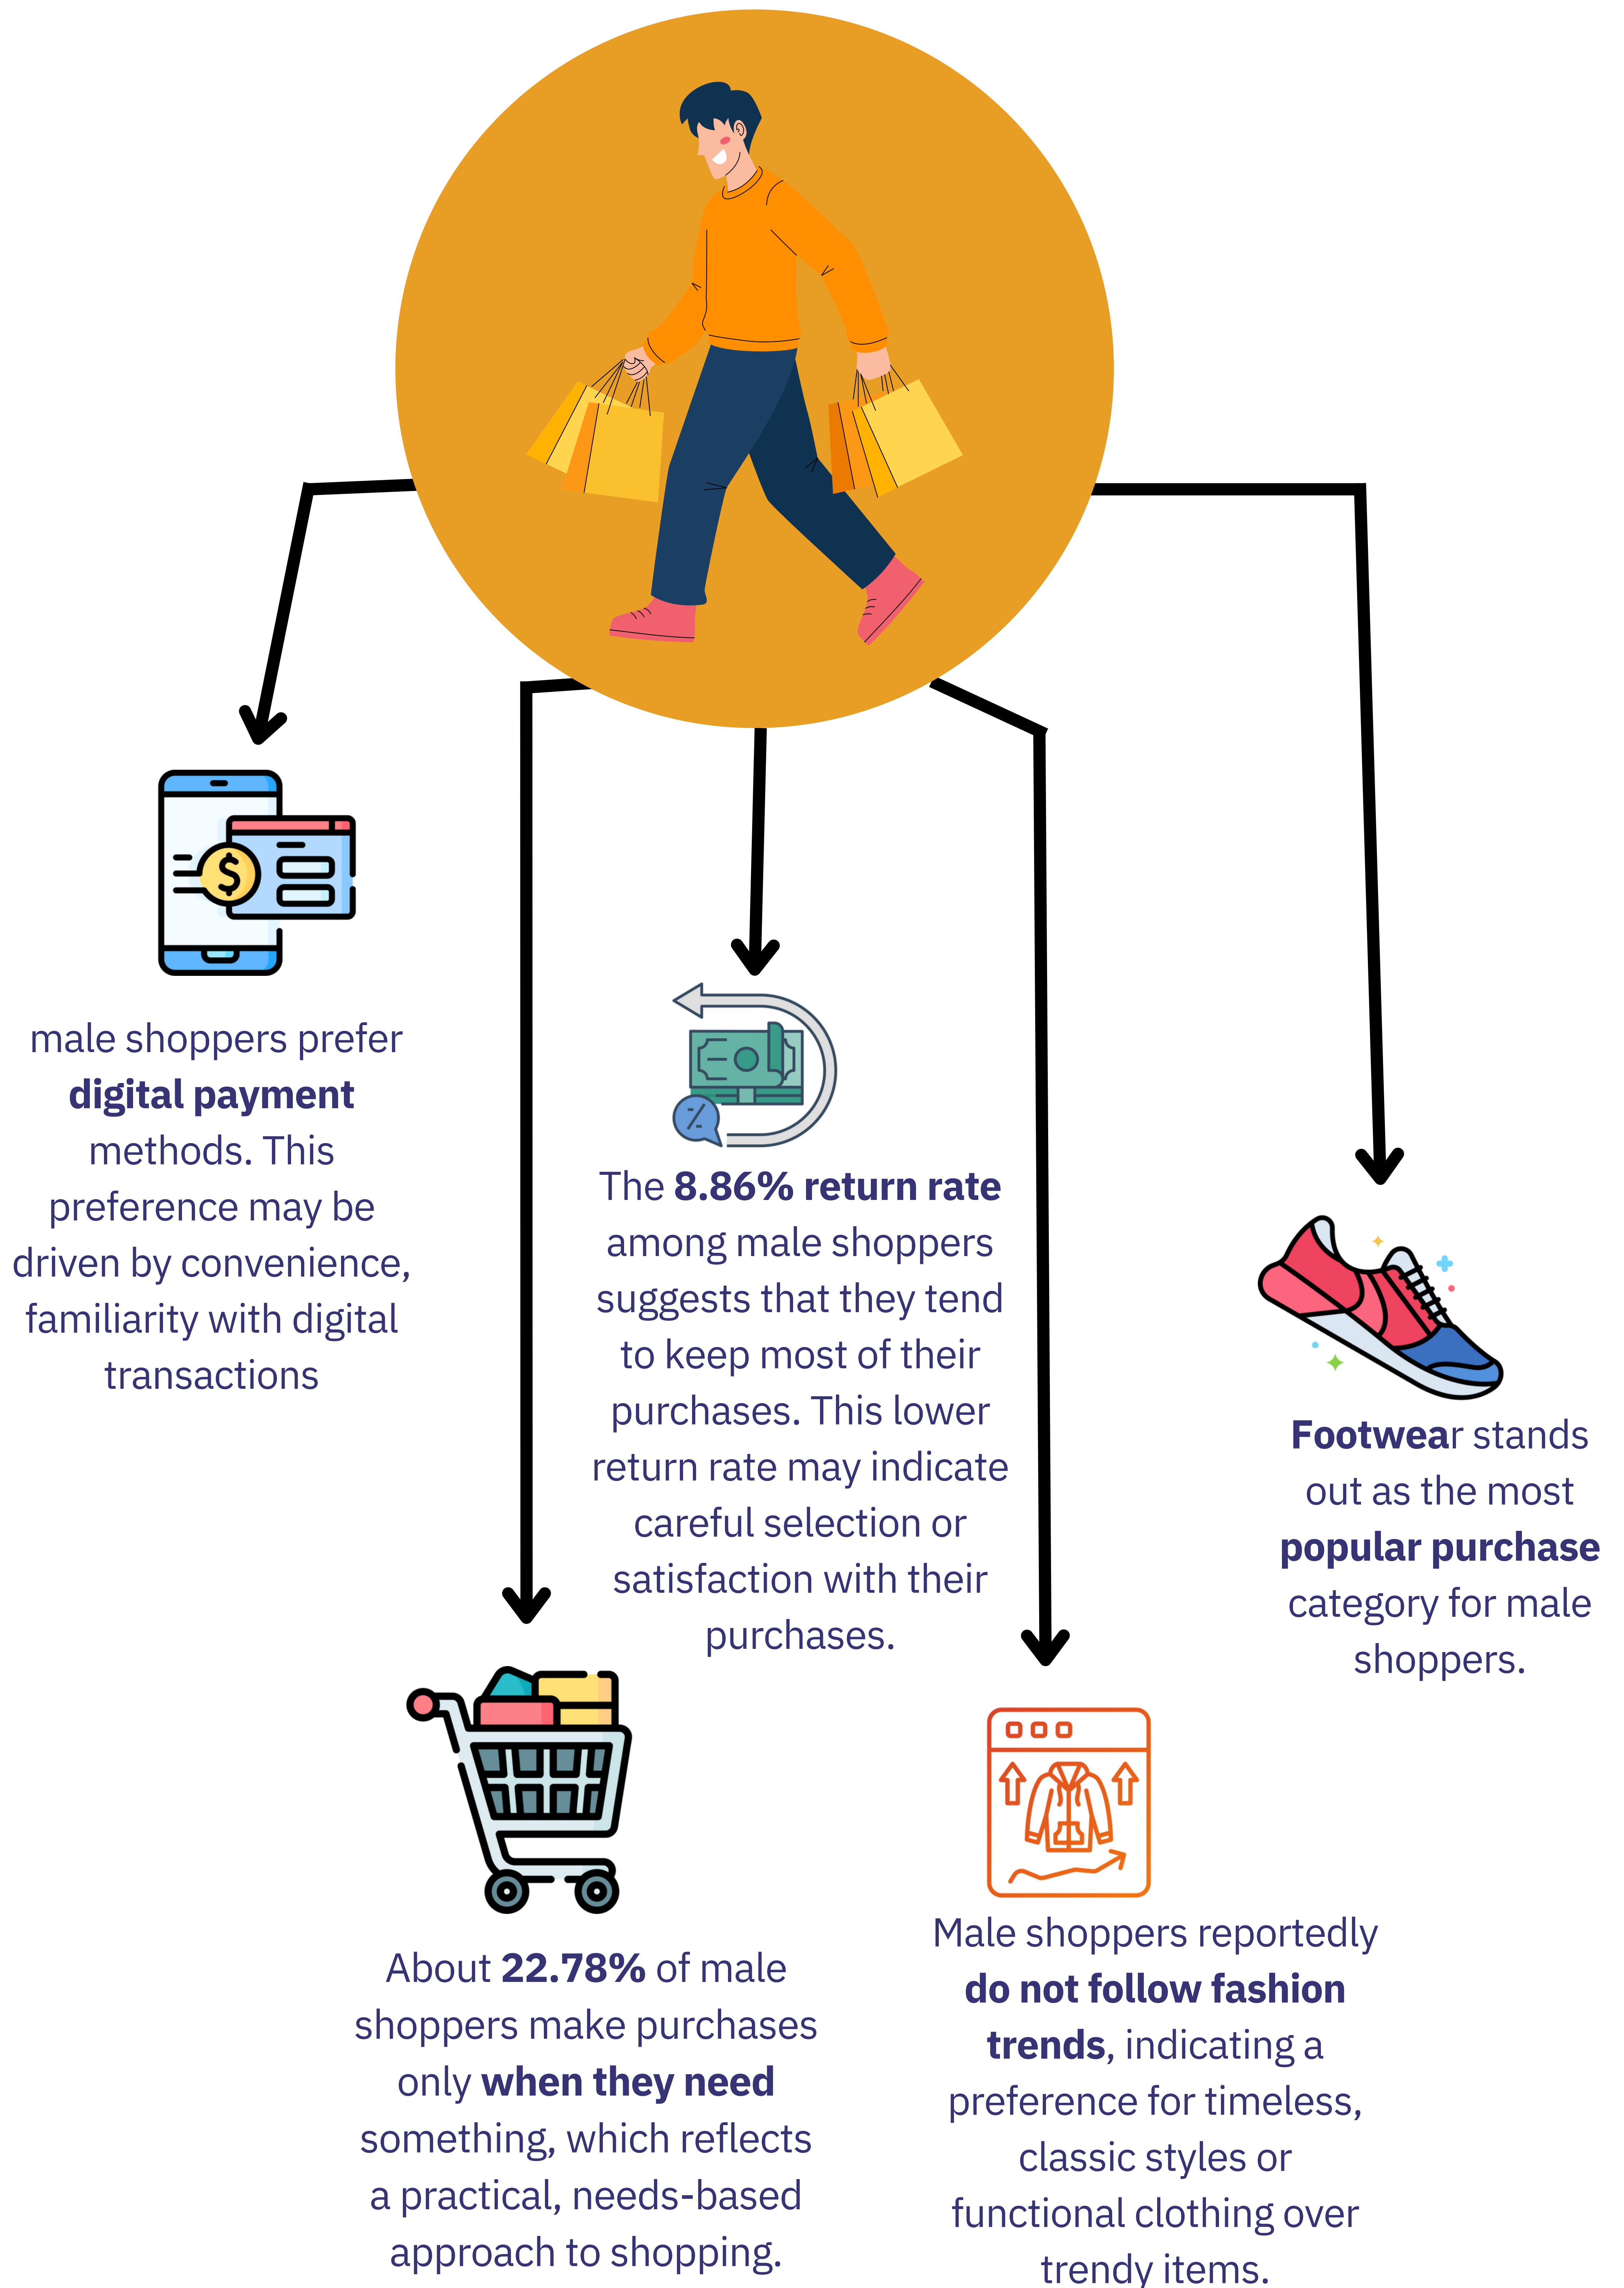 male shoppers prefer
digital payment
methods. This
preference may be
driven by convenience,
familiarity with digital
transactions
The 8.86% return rate
among male shoppers
suggests that they tend
to keep most of their
purchases. This lower
return rate may indicate
careful selection or
satisfaction with their
purchases.
Footwear stands
out as the most
popular purchase
category for male
shoppers.
About 22.78% of male
shoppers make purchases
only when they need
something, which reflects
a practical, needs-based
approach to shopping.
Male shoppers reportedly
do not follow fashion
trends, indicating a
preference for timeless,
classic styles or
functional clothing over
trendy items.